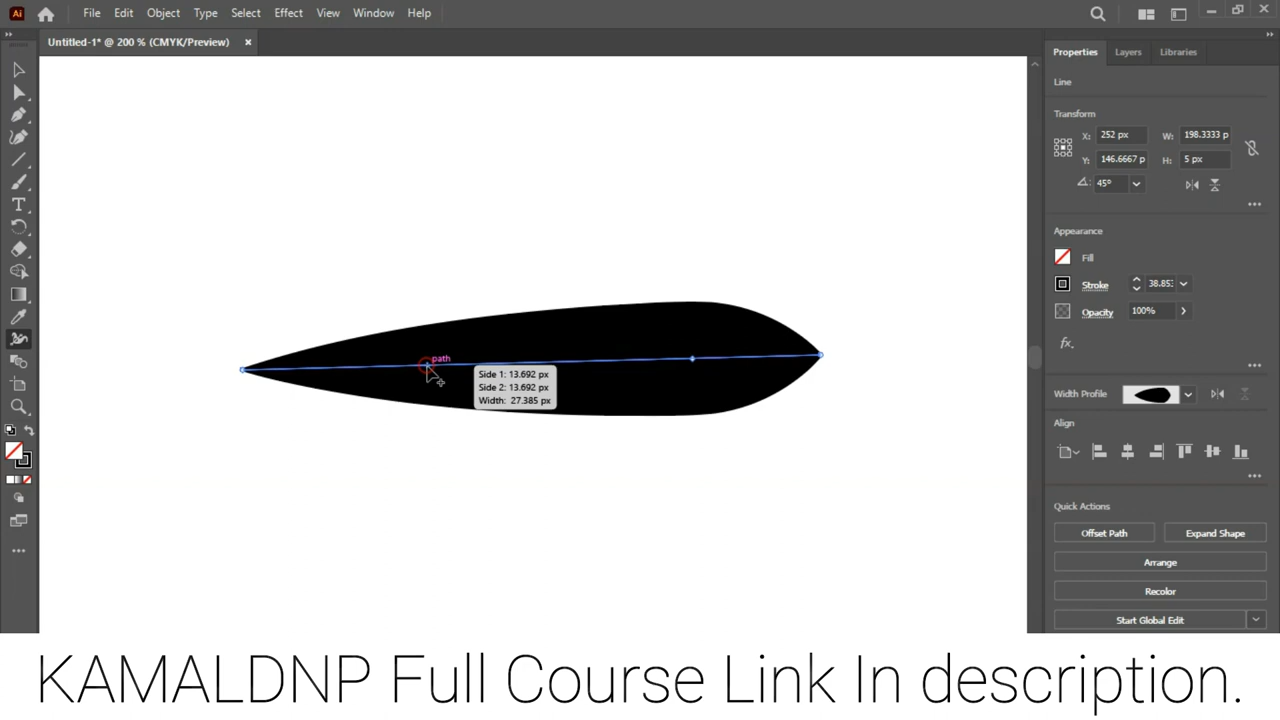 Ai File Edit Object Type Select Effect View Window Help
Untitled-1* @ 200 % (CMYK/Preview) ×
Properties Layers Libraries
Line
Transform
X: 252 px W: 198.3333 p
Y: 146.6667 p H: 5 px
45°
Appearance
Fill
Stroke 38.853
Opacity 100%
fx.
Width Profile
Align
Quick Actions
Offset Path Expand Shape
Arrange
Recolor
Start Global Edit
path
Side 1: 13.692 px
Side 2: 13.692 px
Width: 27.385 px
KAMALDNP Full Course Link In description.